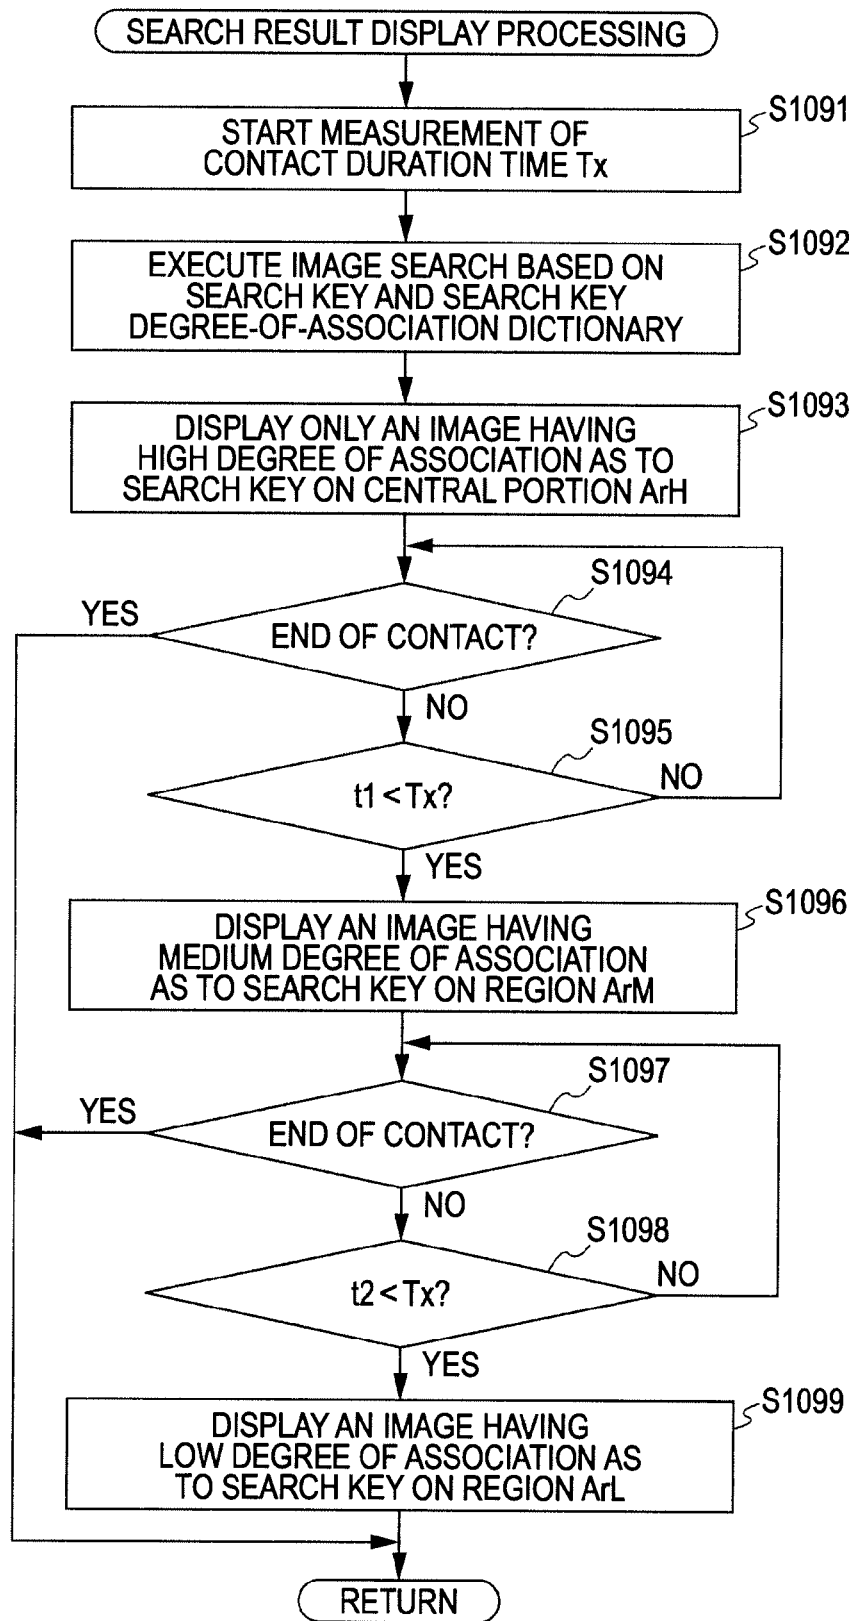 SEARCH RESULT DISPLAY PROCESSING
S1091
START MEASUREMENT OF
CONTACT DURATION TIME Tx
S1092
EXECUTE IMAGE SEARCH BASED ON
SEARCH KEY AND SEARCH KEY
DEGREE-OF-ASSOCIATION DICTIONARY
S1093
DISPLAY ONLY AN IMAGE HAVING
HIGH DEGREE OF ASSOCIATION AS TO
SEARCH KEY ON CENTRAL PORTION ArH
S1094
YES
END OF CONTACT?
NO
S1095
t1 < Tx?
NO
YES
S1096
DISPLAY AN IMAGE HAVING
MEDIUM DEGREE OF ASSOCIATION
AS TO SEARCH KEY ON REGION ArM
S1097
YES
END OF CONTACT?
NO
S1098
t2 < Tx?
NO
YES
S1099
DISPLAY AN IMAGE HAVING
LOW DEGREE OF ASSOCIATION AS
TO SEARCH KEY ON REGION ArL
RETURN